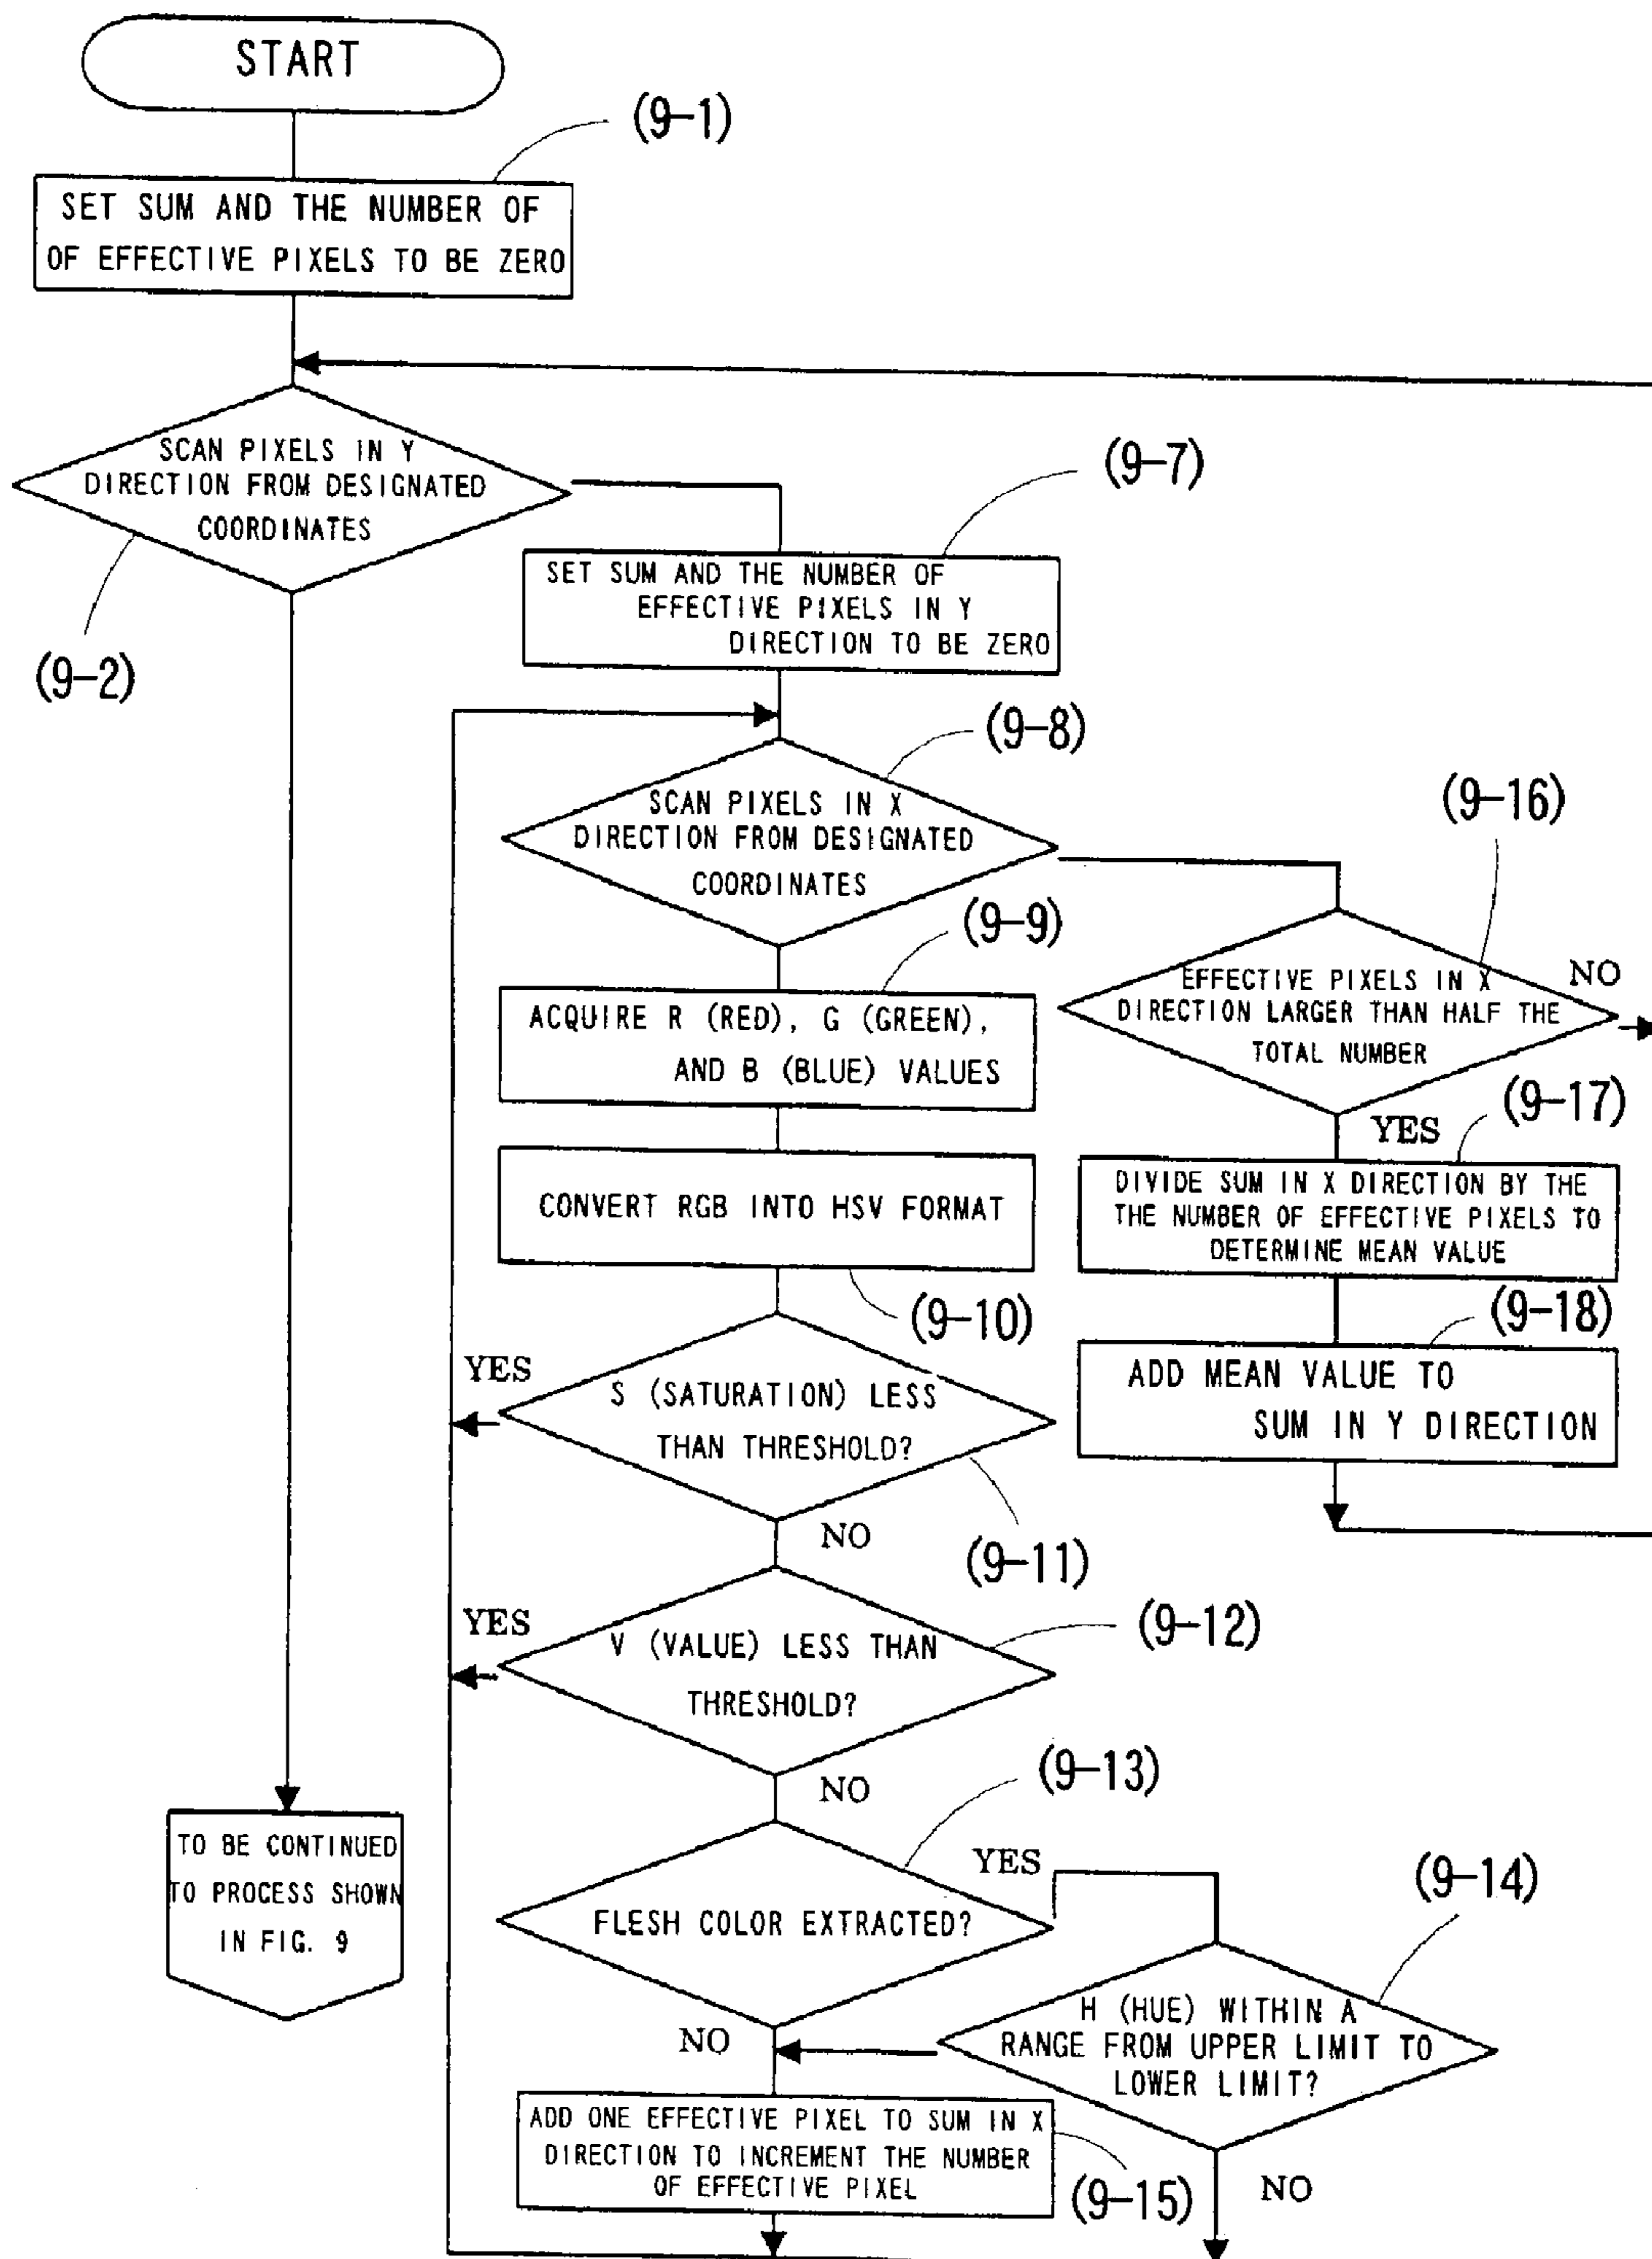 START
(9-1)
SET SUM AND THE NUMBER OF
OF EFFECTIVE PIXELS TO BE ZERO
SCAN PIXELS IN Y
DIRECTION FROM DESIGNATED
COORDINATES
(9-2)
(9-7)
SET SUM AND THE NUMBER OF
EFFECTIVE PIXELS IN Y
DIRECTION TO BE ZERO
(9-8)
SCAN PIXELS IN X
DIRECTION FROM DESIGNATED
COORDINATES
(9-9)
ACQUIRE R (RED), G (GREEN),
AND B (BLUE) VALUES
CONVERT RGB INTO HSV FORMAT
(9-10)
YES
S (SATURATION) LESS
THAN THRESHOLD?
NO
(9-11)
YES
V (VALUE) LESS THAN
THRESHOLD?
(9-12)
NO
(9-13)
YES
FLESH COLOR EXTRACTED?
NO
(9-14)
H (HUE) WITHIN A
RANGE FROM UPPER LIMIT TO
LOWER LIMIT?
NO
ADD ONE EFFECTIVE PIXEL TO SUM IN X
DIRECTION TO INCREMENT THE NUMBER
OF EFFECTIVE PIXEL
(9-15)
(9-16)
EFFECTIVE PIXELS IN X
DIRECTION LARGER THAN HALF THE
TOTAL NUMBER
NO
YES
(9-17)
DIVIDE SUM IN X DIRECTION BY THE
THE NUMBER OF EFFECTIVE PIXELS TO
DETERMINE MEAN VALUE
(9-18)
ADD MEAN VALUE TO
SUM IN Y DIRECTION
TO BE CONTINUED
TO PROCESS SHOWN
IN FIG. 9